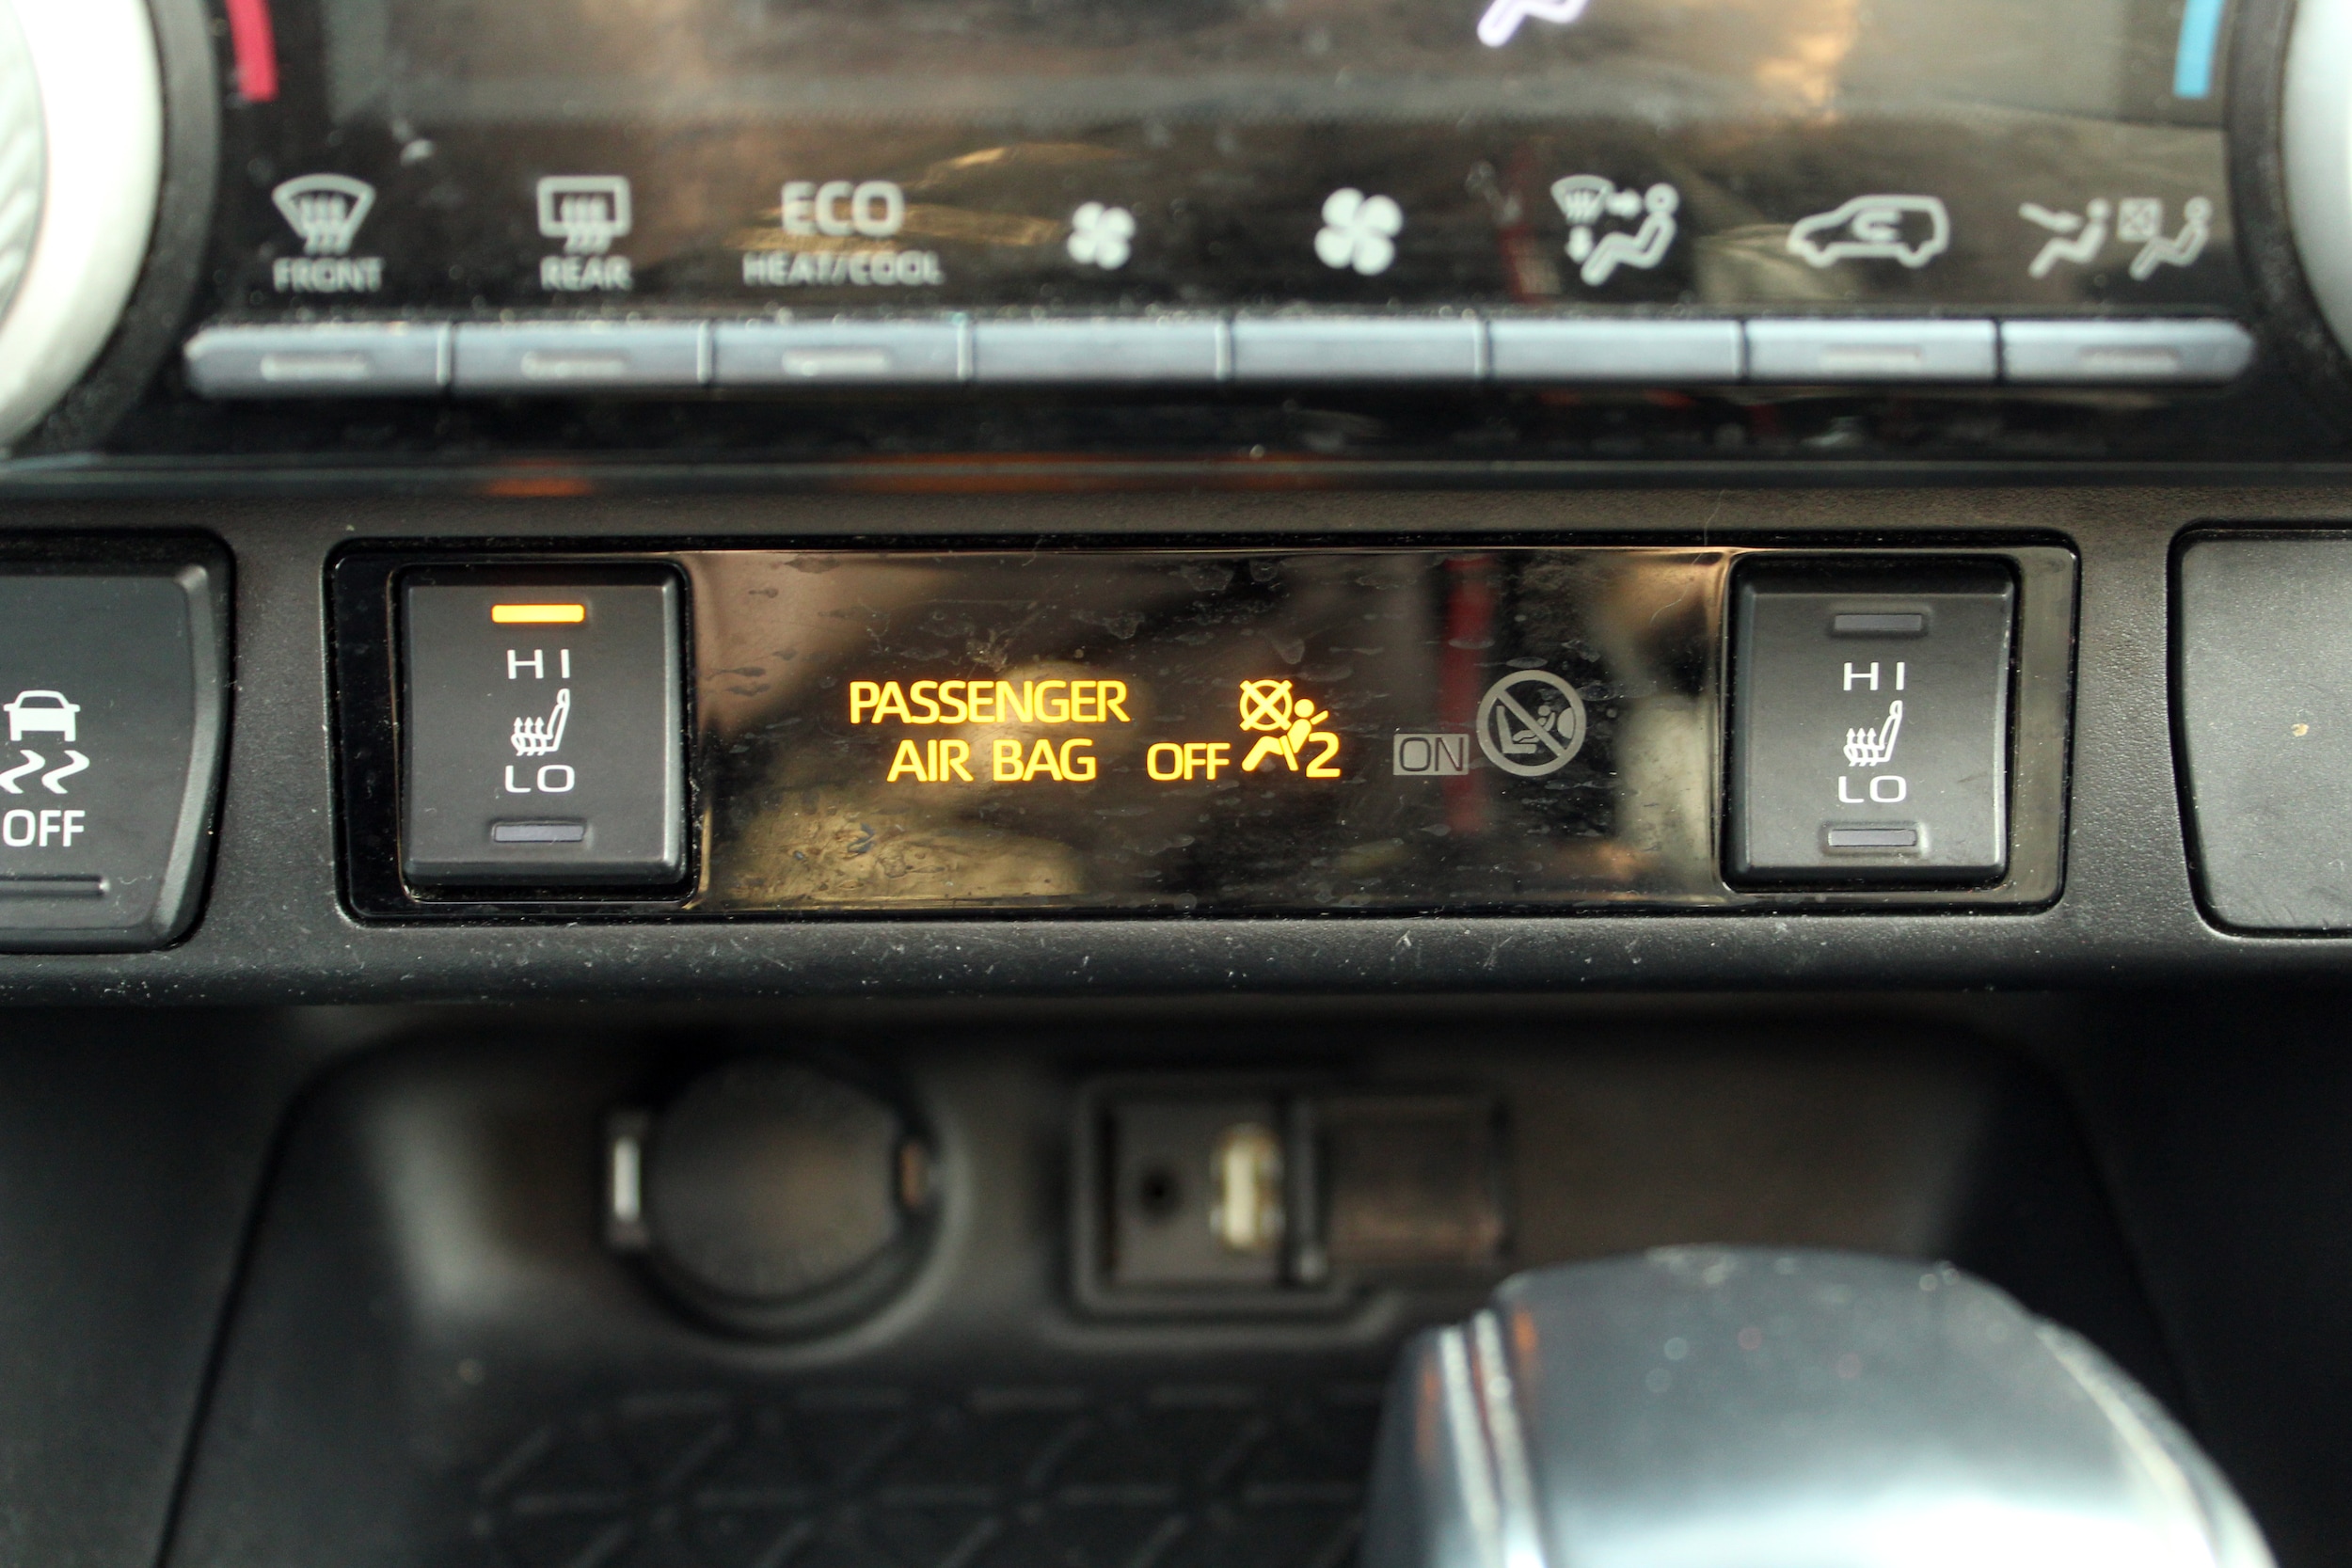 FRONT
REAR
ECO
HEAT/COOL
HI
LO
OFF
PASSENGER
AIR BAG OFF 2 ON
HI
LO